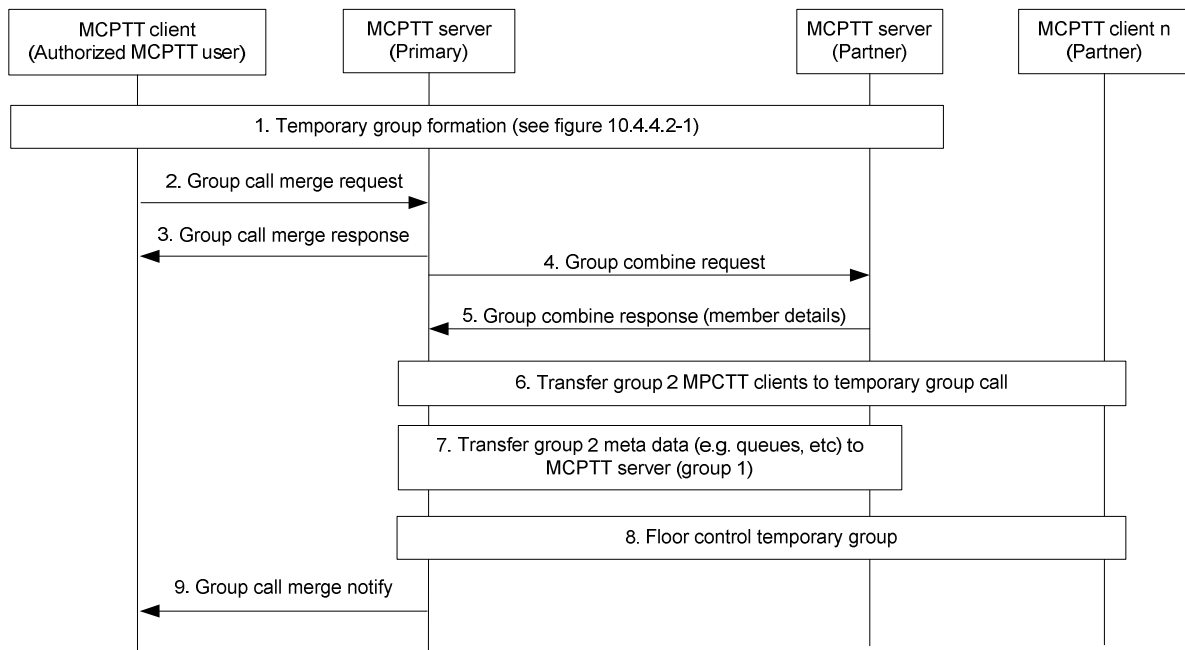 MCPTT client
(Authorized MCPTT user)
MCPTT server
(Primary)
MCPTT server
(Partner)
MCPTT client n
(Partner)
1. Temporary group formation (see figure 10.4.4.2-1)
2. Group call merge request
3. Group call merge response
4. Group combine request
5. Group combine response (member details)
6. Transfer group 2 MPCTT clients to temporary group call
7. Transfer group 2 meta data (e.g. queues, etc) to
MCPTT server (group 1)
8. Floor control temporary group
9. Group call merge notify